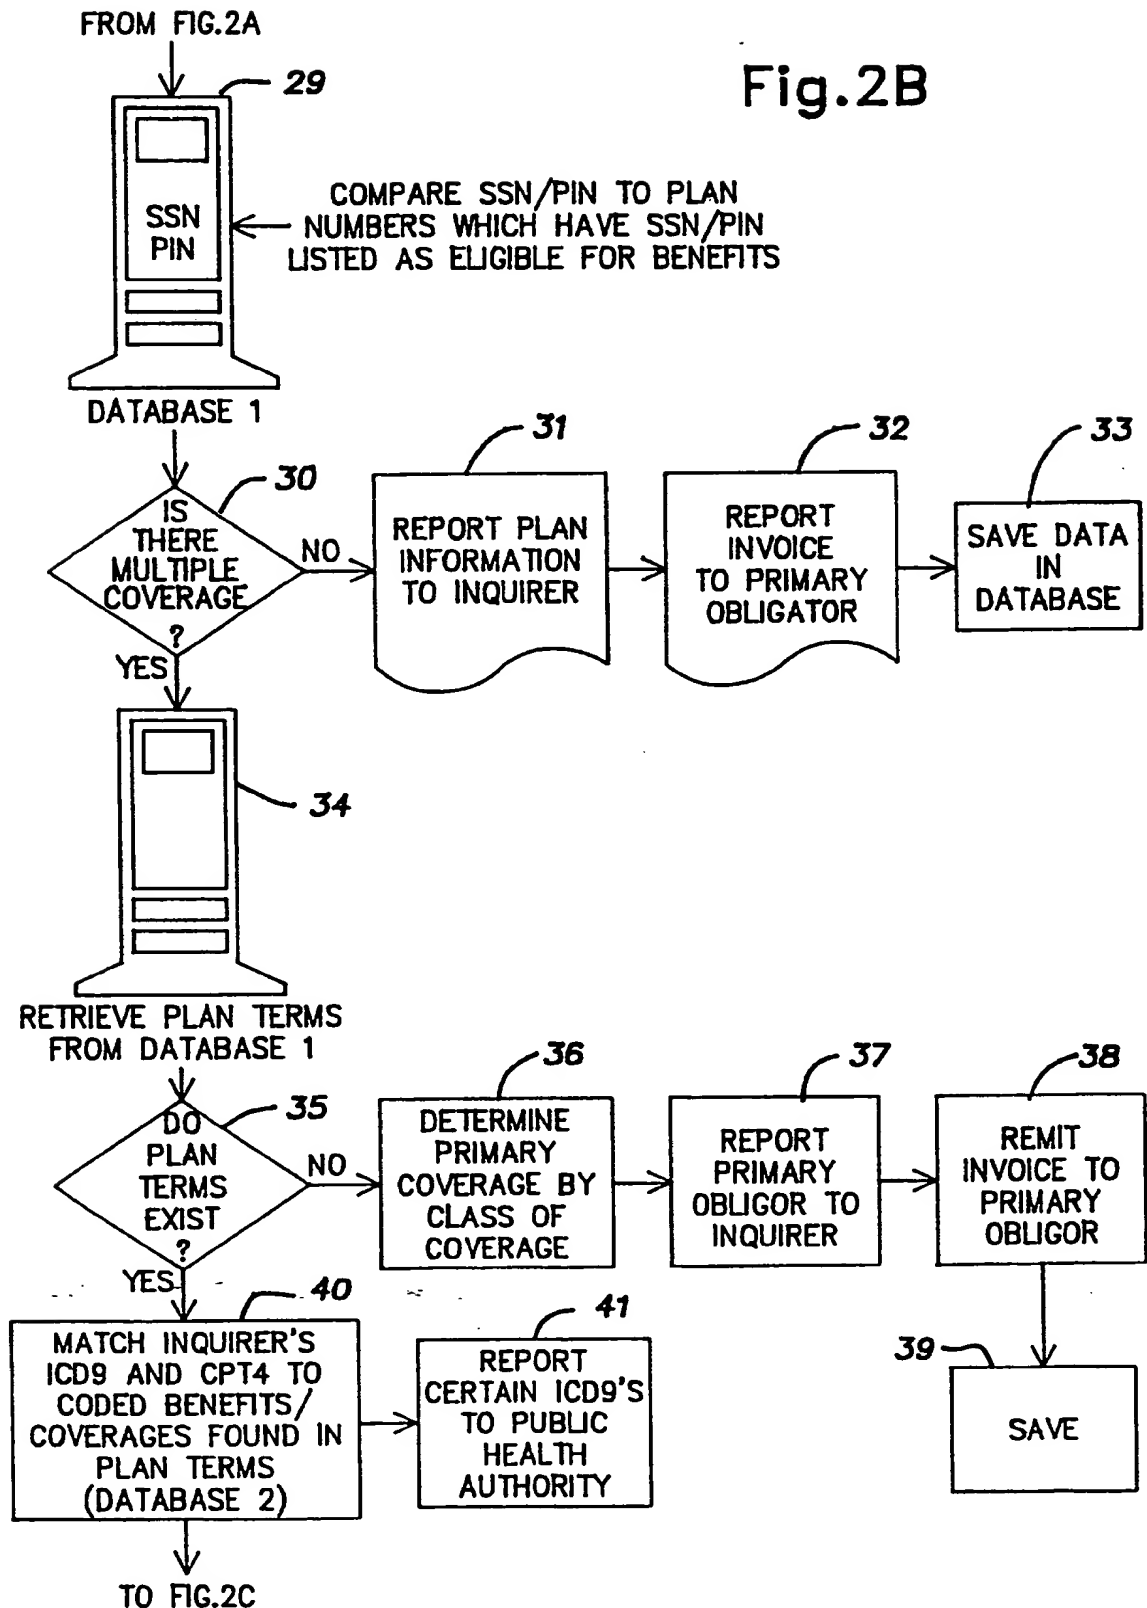 FROM FIG.2A
Fig.2B
29
SSN
PIN
COMPARE SSN/PIN TO PLAN
NUMBERS WHICH HAVE SSN/PIN
LISTED AS ELIGIBLE FOR BENEFITS
DATABASE 1
30
IS
THERE
MULTIPLE
COVERAGE
?
NO
YES
31
REPORT PLAN
INFORMATION
TO INQUIRER
32
REPORT
INVOICE
TO PRIMARY
OBLIGATOR
33
SAVE DATA
IN
DATABASE
34
RETRIEVE PLAN TERMS
FROM DATABASE 1
35
DO
PLAN
TERMS
EXIST
?
NO
YES
36
DETERMINE
PRIMARY
COVERAGE BY
CLASS OF
COVERAGE
37
REPORT
PRIMARY
OBLIGOR TO
INQUIRER
38
REMIT
INVOICE TO
PRIMARY
OBLIGOR
39
SAVE
40
MATCH INQUIRER'S
ICD9 AND CPT4 TO
CODED BENEFITS/
COVERAGES FOUND IN
PLAN TERMS
(DATABASE 2)
41
REPORT
CERTAIN ICD9'S
TO PUBLIC
HEALTH
AUTHORITY
TO FIG.2C